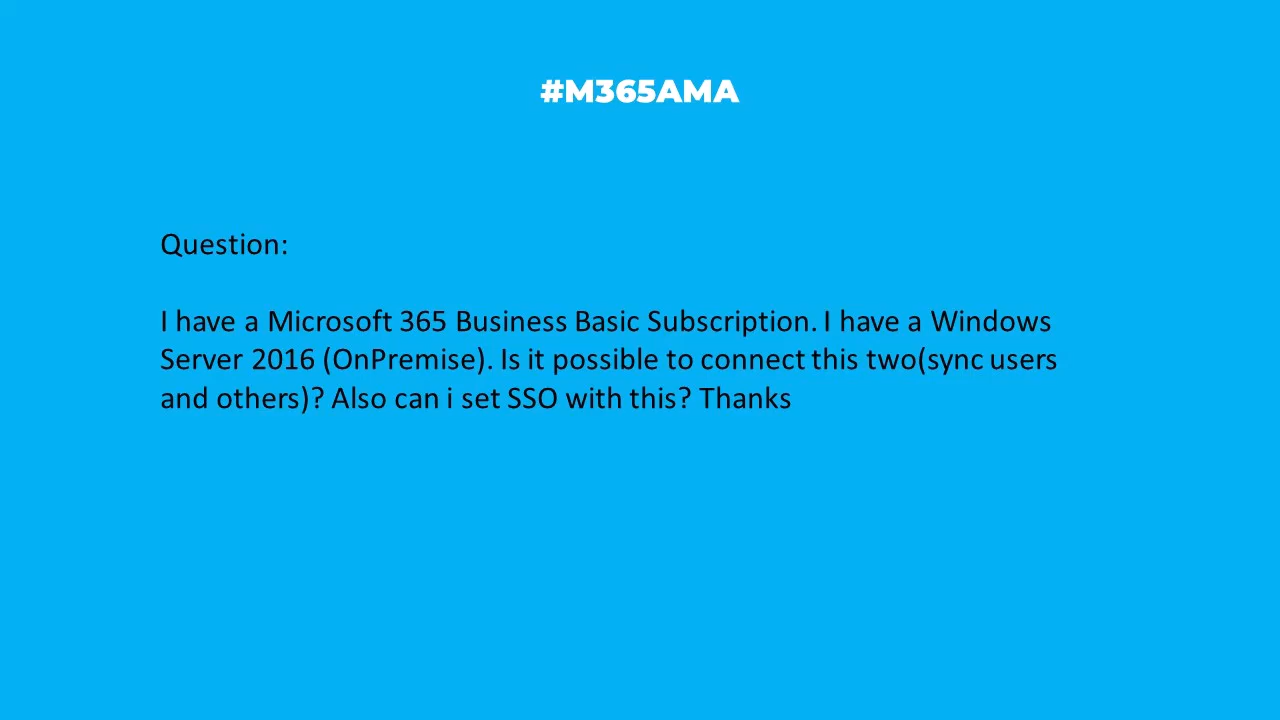 #M365AMA
Question:
I have a Microsoft 365 Business Basic Subscription. I have a Windows
Server 2016 (OnPremise). Is it possible to connect this two(sync users
and others)? Also can i set SSO with this? Thanks